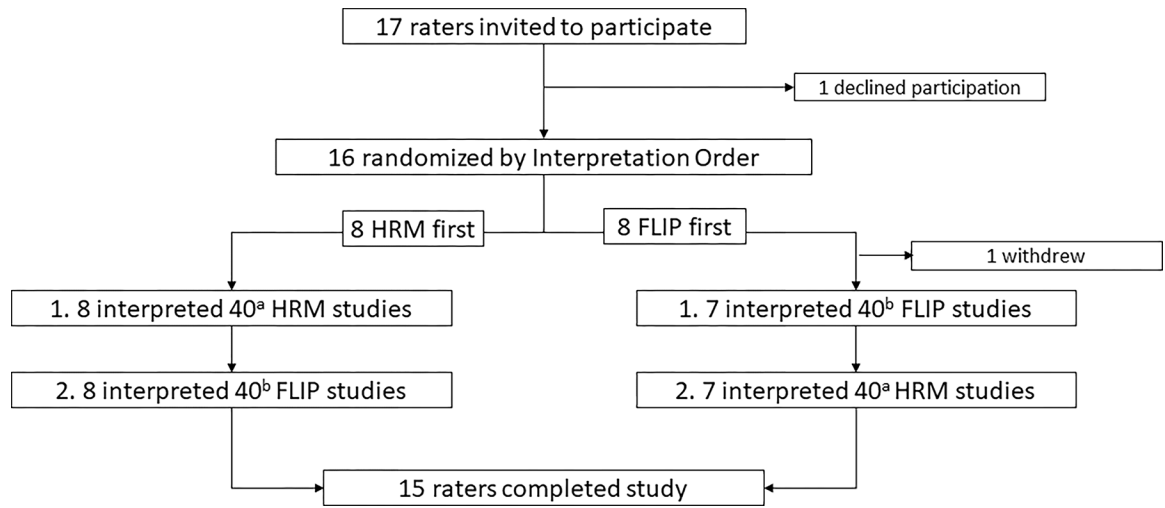 17 raters invited to participate
1 declined participation
16 randomized by Interpretation Order
8 HRM first
8 FLIP first
1 withdrew
1. 8 interpreted 40ᵃ HRM studies
1. 7 interpreted 40ᵇ FLIP studies
2. 8 interpreted 40ᵇ FLIP studies
2. 7 interpreted 40ᵃ HRM studies
15 raters completed study